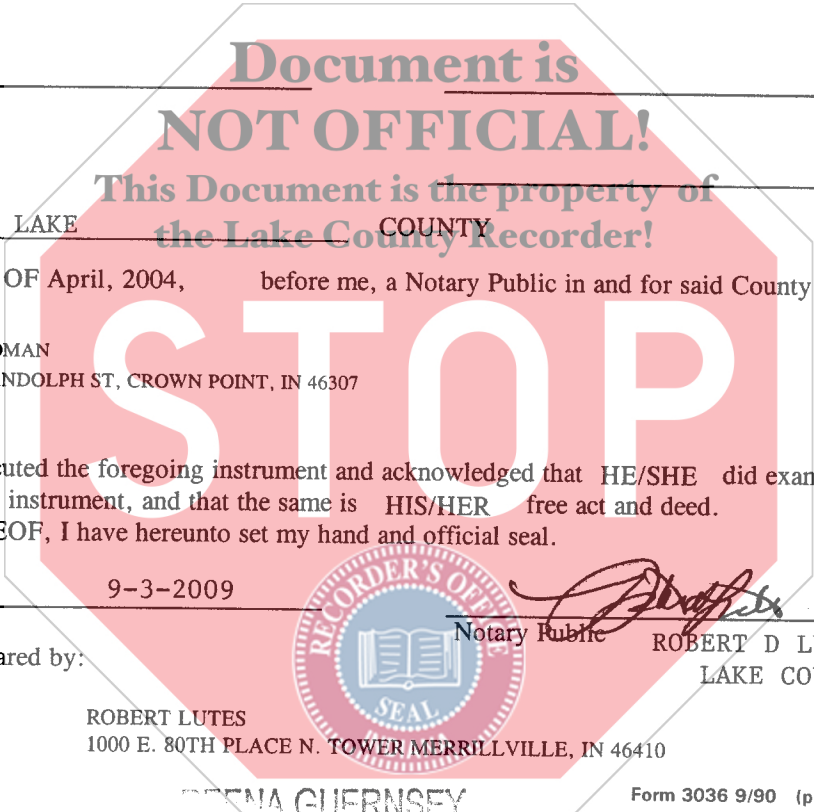 Document is
NOT OFFICIAL!
This Document is the property of
the Lake County Recorder!
LAKE COUNTY
OF April, 2004, before me, a Notary Public in and for said County
STOP
OMAN
NDOLPH ST, CROWN POINT, IN 46307
cuted the foregoing instrument and acknowledged that HE/SHE did exam
instrument, and that the same is HIS/HER free act and deed.
EOF, I have hereunto set my hand and official seal.
RECORDER'S OFFICE
9-3-2009
Notary Public ROBERT D L
ared by: LAKE CO
SEAL
ROBERT LUTES
INDIANA
1000 E. 80TH PLACE N. TOWER MERRILLVILLE, IN 46410
GUERNSEY
Form 3036 9/90 (p